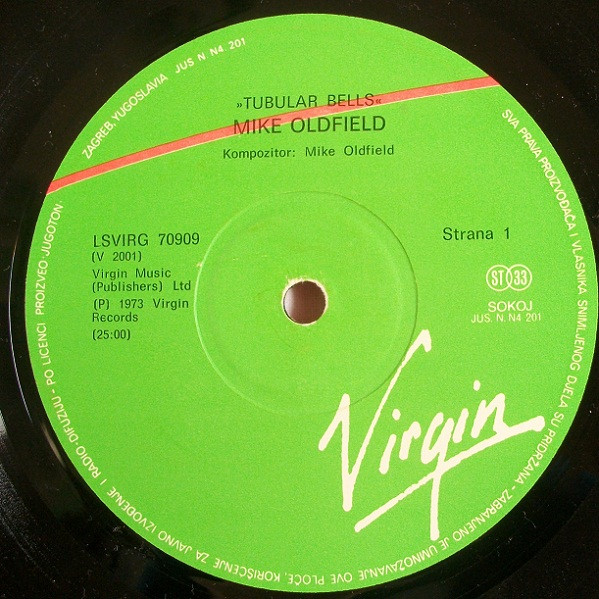 »TUBULAR BELLS«
MIKE OLDFIELD
Kompozitor: Mike Oldfield
LSVIRG 70909
(V 2001)
Virgin Music
(Publishers) Ltd
(P) 1973 Virgin
Records
(25:00)
Strana 1
ST 33
SOKOJ
JUS. N. N4 201
Virgin
SVA PRAVA PROIZVOĐAČA I VLASNIKA SNIMLJENOG DJELA SU PRIDRŽANA - ZABRANJENO JE UMNOŽAVANJE OVE PLOČE, KORIŠĆENJE ZA JAVNO IZVOĐENJE I RADIO-DIFUZIJU - PO LICENCI PROIZVEO JUGOTON
ZAGREB, YUGOSLAVIA JUS N N4 201